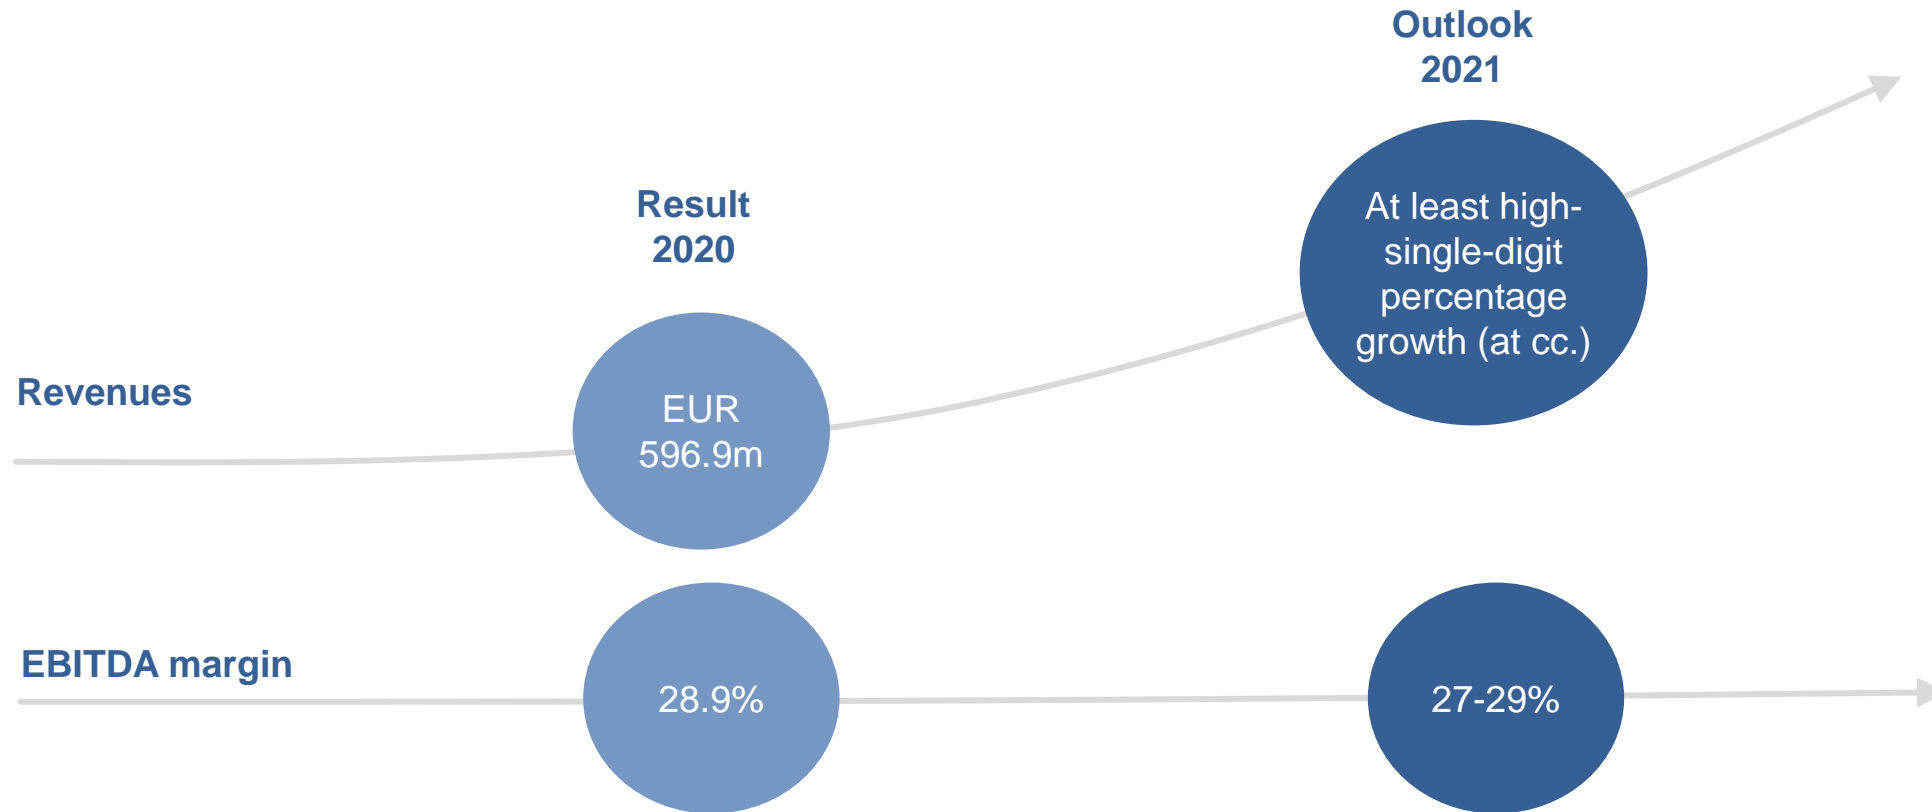 Outlook
2021
Result
2020
At least high-
single-digit
percentage
growth (at cc.)
Revenues
EUR
596.9m
EBITDA margin
28.9%
27-29%